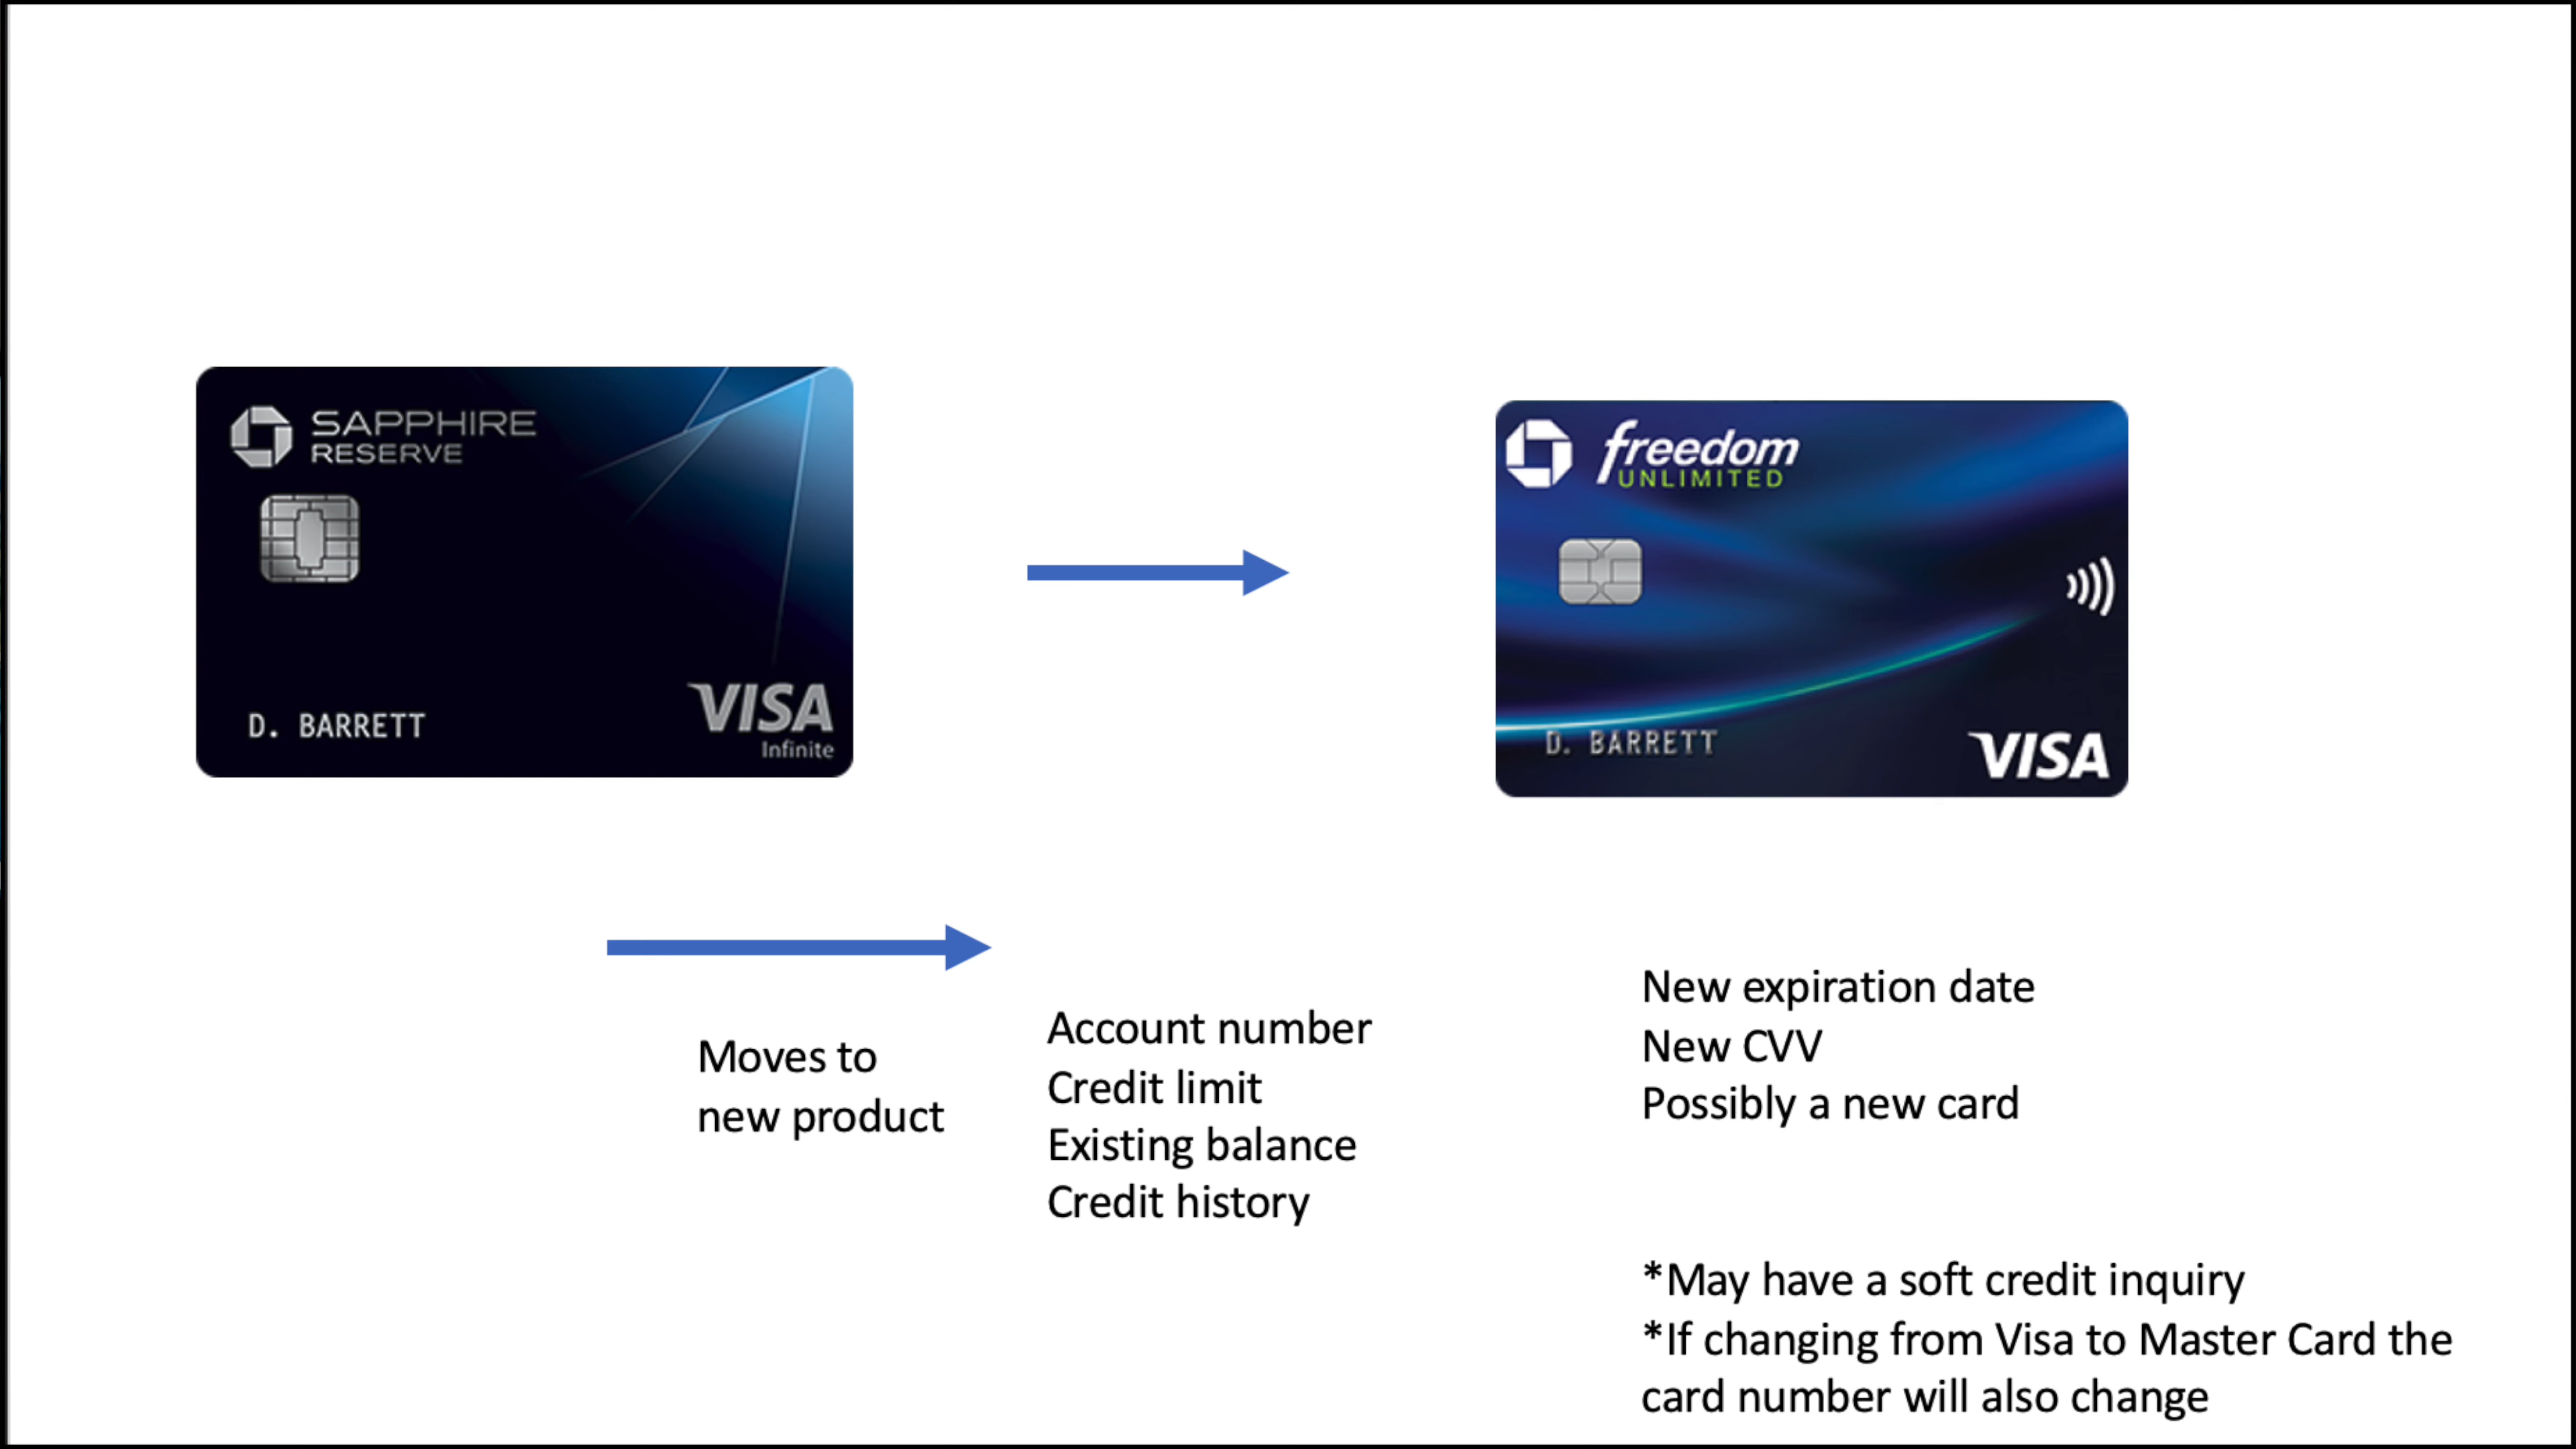 SAPPHIRE
RESERVE
D. BARRETT
VISA
Infinite
freedom
UNLIMITED
D. BARRETT
VISA
Moves to
new product
Account number
Credit limit
Existing balance
Credit history
New expiration date
New CVV
Possibly a new card
*May have a soft credit inquiry
*If changing from Visa to Master Card the
card number will also change